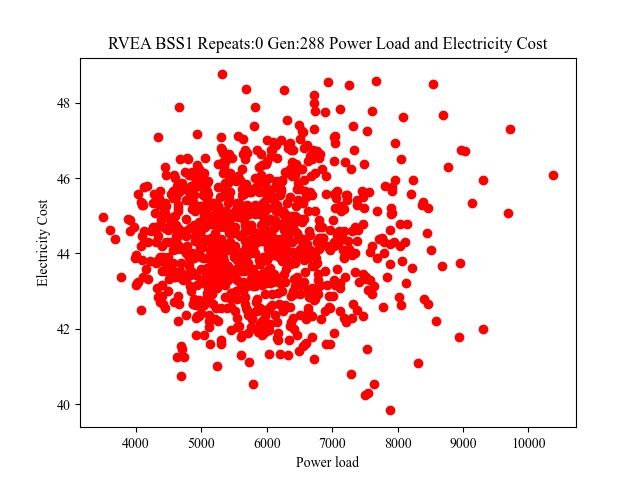 RVEA BSS1 Repeats:0 Gen:288 Power Load and Electricity Cost
48
46
44
42
40
Electricity Cost
4000 5000 6000 7000 8000 9000 10000
Power load